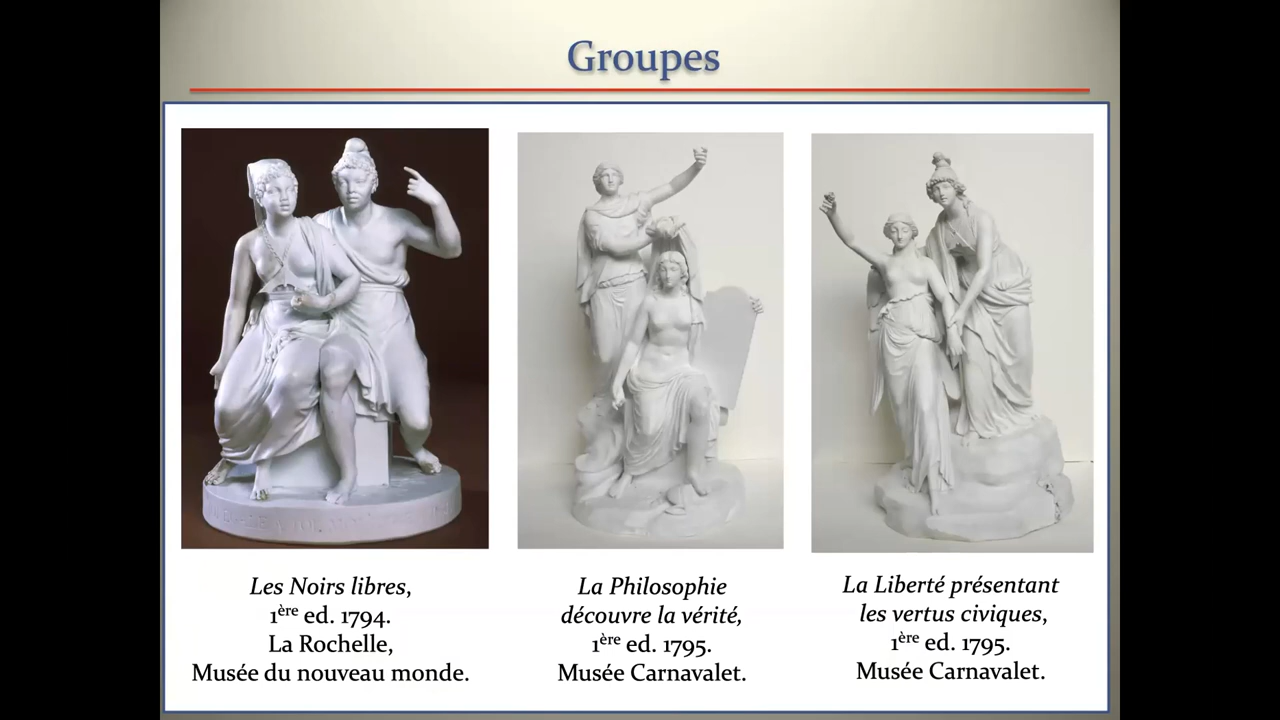 Groupes
Les Noirs libres,
1ère ed. 1794.
La Rochelle,
Musée du nouveau monde.
La Philosophie
découvre la vérité,
1ère ed. 1795.
Musée Carnavalet.
La Liberté présentant
les vertus civiques,
1ère ed. 1795.
Musée Carnavalet.